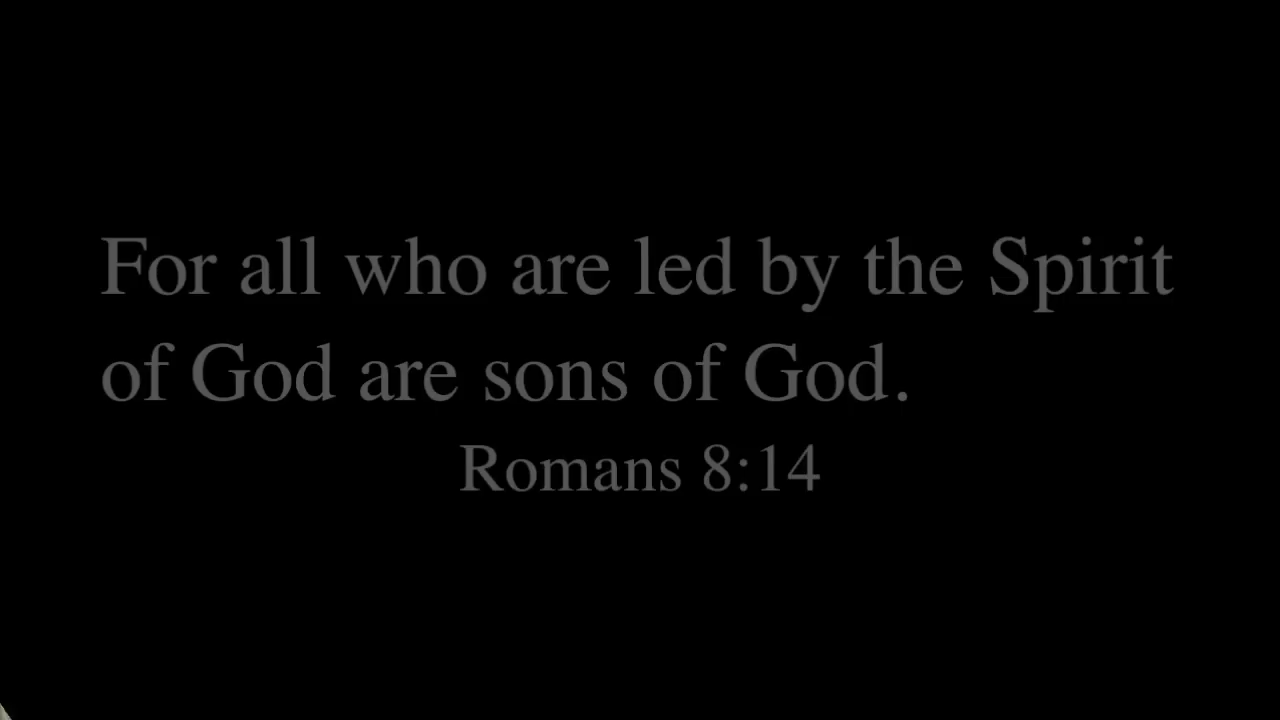 For all who are led by the Spirit
of God are sons of God.
Romans 8:14